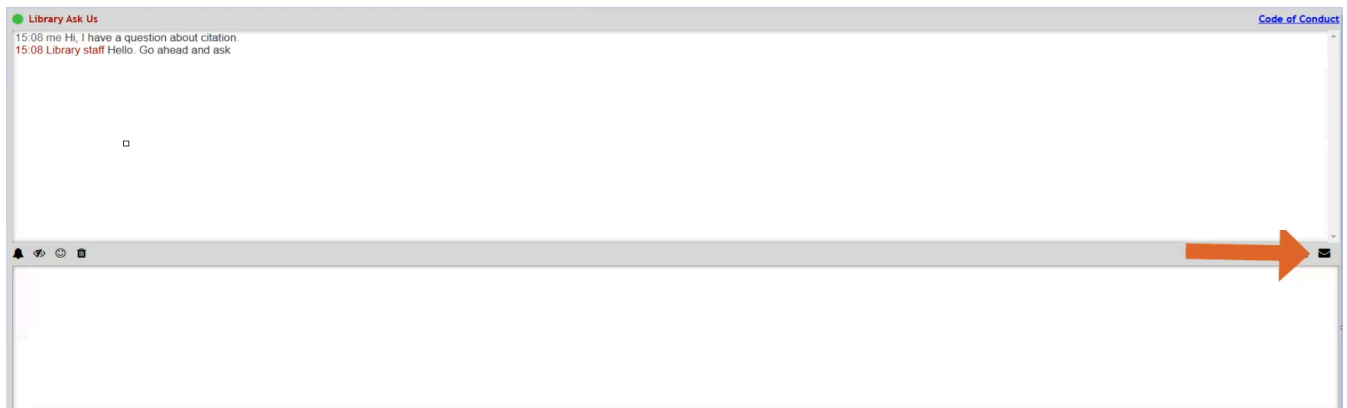 Library Ask Us
Code of Conduct
15:08 me Hi, I have a question about citation.
15:08 Library staff Hello. Go ahead and ask